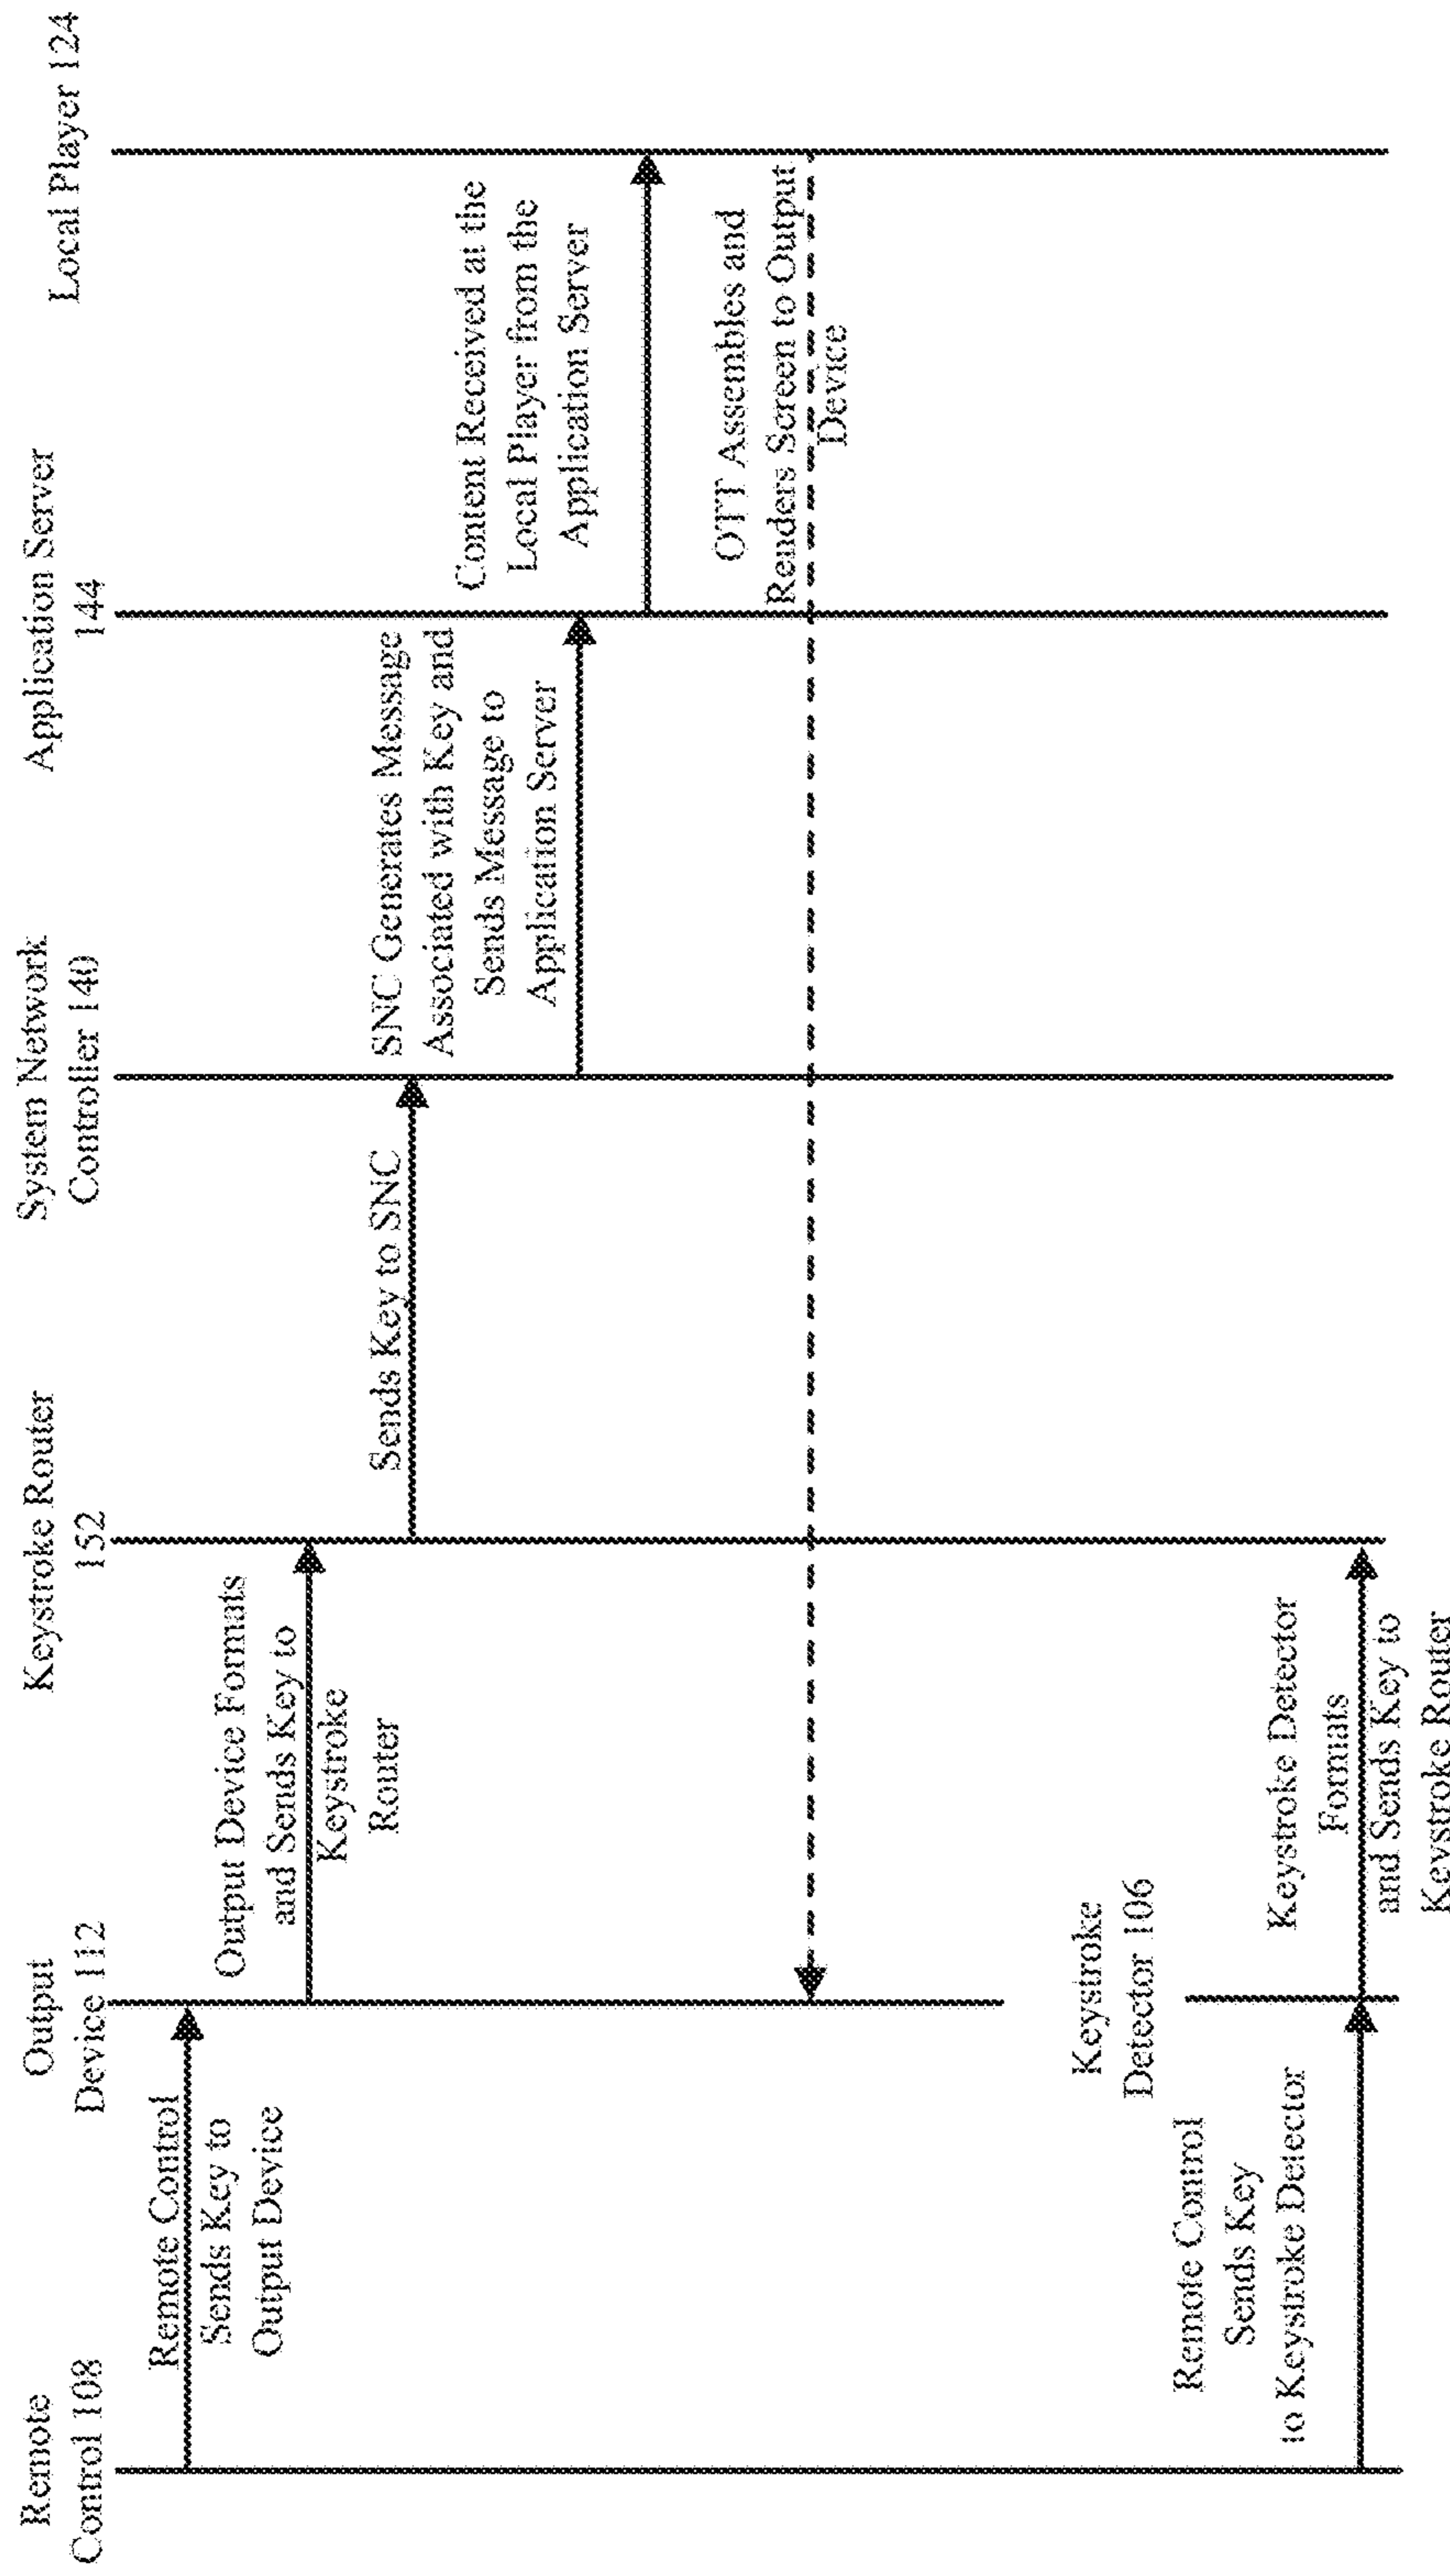 Remote
Control 108
Output
Device 112
Keystroke Router
152
System Network
Controller 140
Application Server
144
Local Player 124
Remote Control
Sends Key to
Output Device
Output Device Formats
and Sends Key to
Keystroke
Router
Sends Key to SNC
SNC Generates Message
Associated with Key and
Sends Message to
Application Server
Content Received at the
Local Player from the
Application Server
OTT Assembles and
Renders Screen to Output
Device
Keystroke
Detector 106
Remote Control
Sends Key
to Keystroke Detector
Keystroke Detector
Formats
and Sends Key to
Keystroke Router